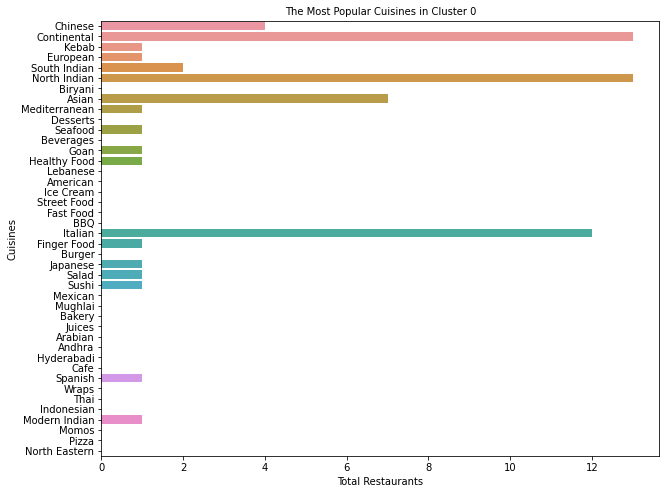 The Most Popular Cuisines in Cluster 0
Chinese
Continental
Kebab
European
South Indian
North Indian
Biryani
Asian
Mediterranean
Desserts
Seafood
Beverages
Goan
Healthy Food
Lebanese
American
Ice Cream
Street Food
Fast Food
BBQ
Italian
Finger Food
Burger
Japanese
Salad
Sushi
Mexican
Mughlai
Bakery
Juices
Arabian
Andhra
Hyderabadi
Cafe
Spanish
Wraps
Thai
Indonesian
Modern Indian
Momos
Pizza
North Eastern
Cuisines
0 2 4 6 8 10 12
Total Restaurants